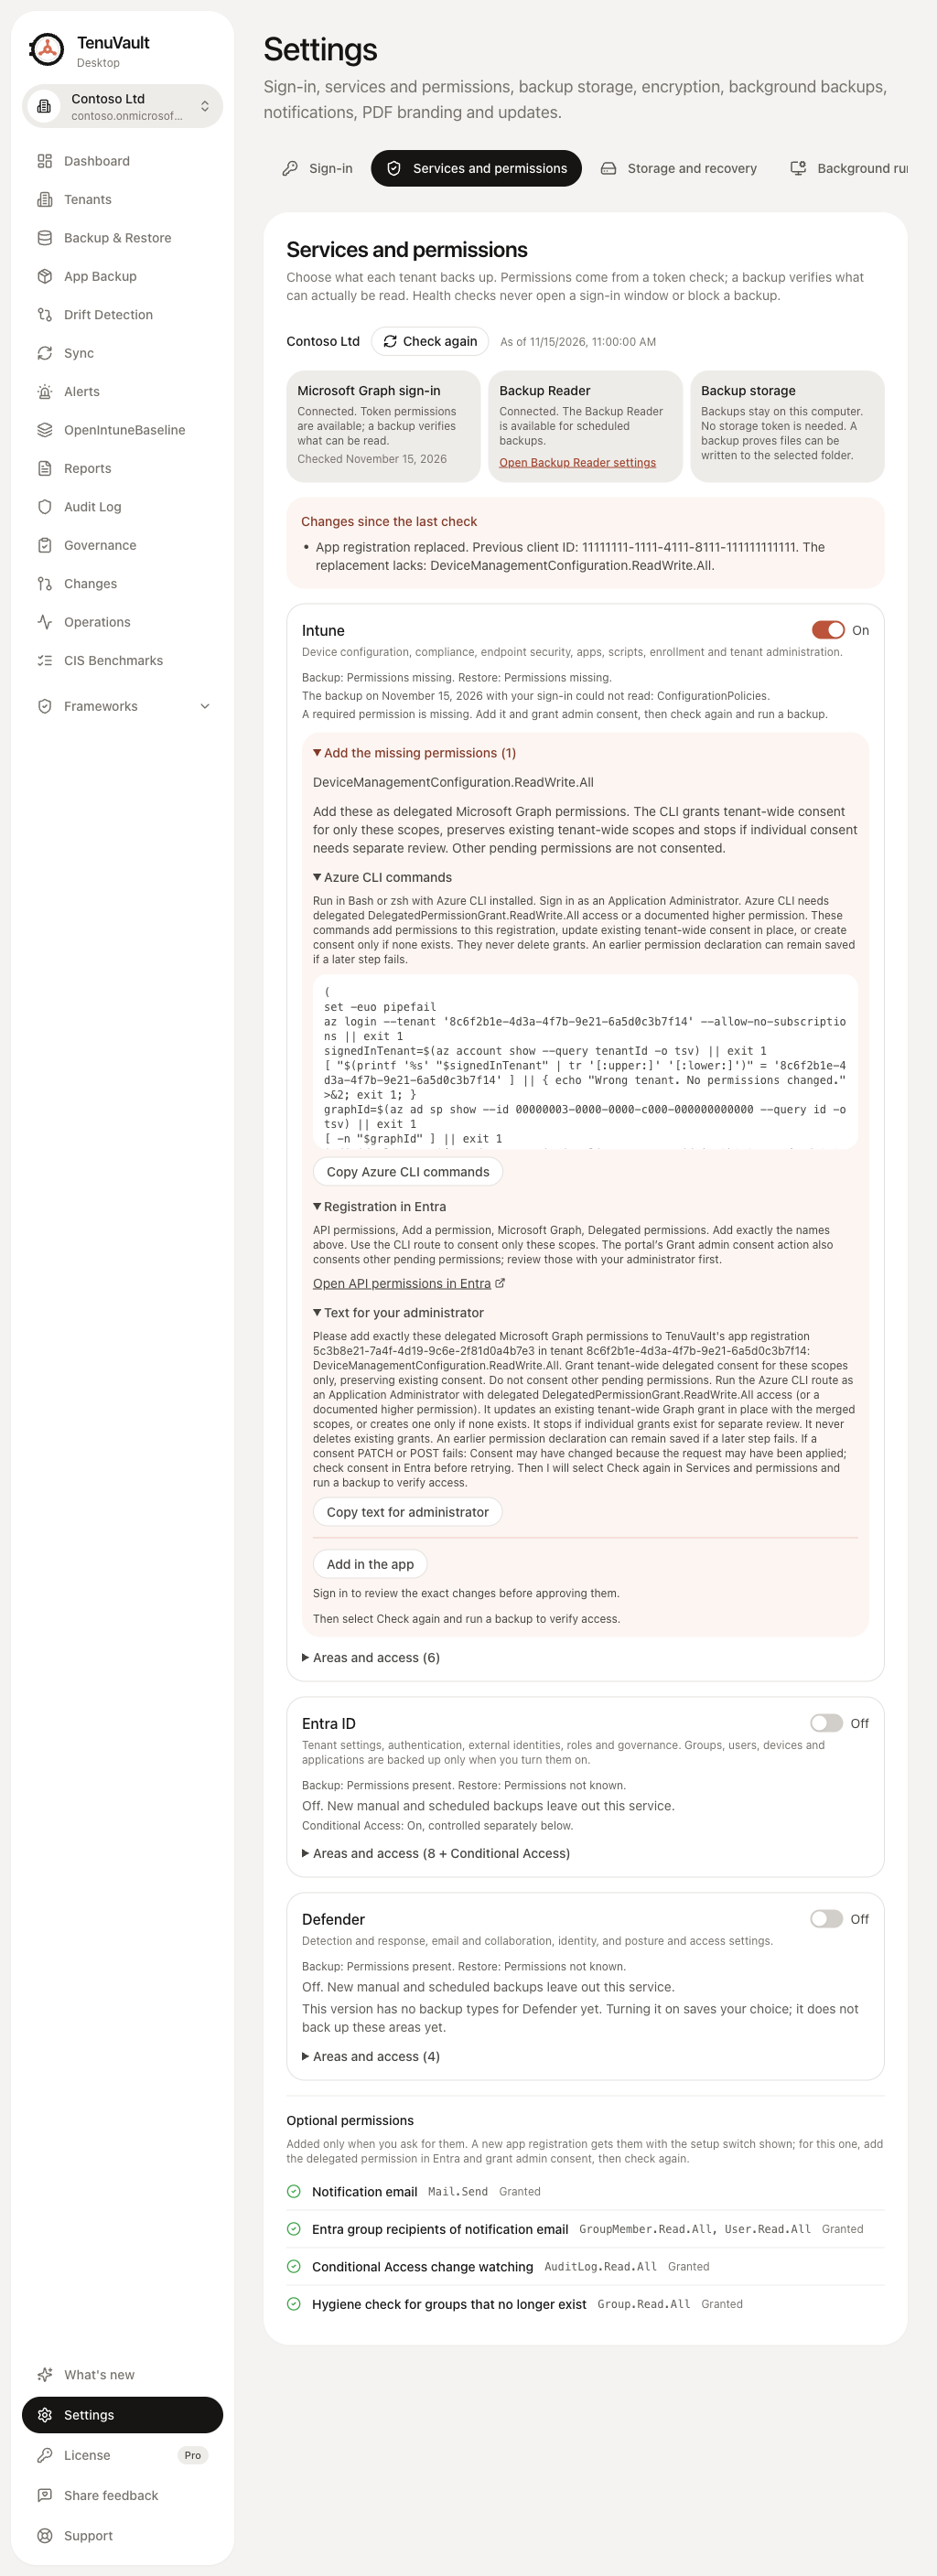 TenuVault
Desktop
Contoso Ltd
contoso.onmicrosof...
Dashboard
Tenants
Backup & Restore
App Backup
Drift Detection
Sync
Alerts
OpenIntuneBaseline
Reports
Audit Log
Governance
Changes
Operations
CIS Benchmarks
Frameworks
What's new
Settings
License
Pro
Share feedback
Support
Settings
Sign-in, services and permissions, backup storage, encryption, background backups,
notifications, PDF branding and updates.
Sign-in
Services and permissions
Storage and recovery
Background ru
Services and permissions
Choose what each tenant backs up. Permissions come from a token check; a backup verifies what
can actually be read. Health checks never open a sign-in window or block a backup.
Contoso Ltd
Check again
As of 11/15/2026, 11:00:00 AM
Microsoft Graph sign-in
Connected. Token permissions
are available; a backup verifies
what can be read.
Checked November 15, 2026
Backup Reader
Connected. The Backup Reader
is available for scheduled
backups.
Open Backup Reader settings
Backup storage
Backups stay on this computer.
No storage token is needed. A
backup proves files can be
written to the selected folder.
Changes since the last check
• App registration replaced. Previous client ID: 11111111-1111-4111-8111-111111111111. The
replacement lacks: DeviceManagementConfiguration.ReadWrite.All.
Intune
On
Device configuration, compliance, endpoint security, apps, scripts, enrollment and tenant administration.
Backup: Permissions missing. Restore: Permissions missing.
The backup on November 15, 2026 with your sign-in could not read: ConfigurationPolicies.
A required permission is missing. Add it and grant admin consent, then check again and run a backup.
Add the missing permissions (1)
DeviceManagementConfiguration.ReadWrite.All
Add these as delegated Microsoft Graph permissions. The CLI grants tenant-wide consent
for only these scopes, preserves existing tenant-wide scopes and stops if individual consent
needs separate review. Other pending permissions are not consented.
Azure CLI commands
Run in Bash or zsh with Azure CLI installed. Sign in as an Application Administrator. Azure CLI needs
delegated DelegatedPermissionGrant.ReadWrite.All access or a documented higher permission. These
commands add permissions to this registration, update existing tenant-wide consent in place, or create
consent only if none exists. They never delete grants. An earlier permission declaration can remain saved
if a later step fails.
(
set -euo pipefail
az login --tenant '8c6f2b1e-4d3a-4f7b-9e21-6a5d0c3b7f14' --allow-no-subscriptio
ns || exit 1
signedInTenant=$(az account show --query tenantId -o tsv) || exit 1
[ "$(printf '%s' "$signedInTenant" | tr '[:upper:]' '[:lower:]')" = '8c6f2b1e-4
d3a-4f7b-9e21-6a5d0c3b7f14' ] || { echo "Wrong tenant. No permissions changed."
>&2; exit 1; }
graphId=$(az ad sp show --id 00000003-0000-0000-c000-000000000000 --query id -o
tsv) || exit 1
[ -n "$graphId" ] || exit 1
Copy Azure CLI commands
Registration in Entra
API permissions, Add a permission, Microsoft Graph, Delegated permissions. Add exactly the names
above. Use the CLI route to consent only these scopes. The portal's Grant admin consent action also
consents other pending permissions; review those with your administrator first.
Open API permissions in Entra
Text for your administrator
Please add exactly these delegated Microsoft Graph permissions to TenuVault's app registration
5c3b8e21-7a4f-4d19-9c6e-2f81d0a4b7e3 in tenant 8c6f2b1e-4d3a-4f7b-9e21-6a5d0c3b7f14:
DeviceManagementConfiguration.ReadWrite.All. Grant tenant-wide delegated consent for these scopes
only, preserving existing consent. Do not consent other pending permissions. Run the Azure CLI route as
an Application Administrator with delegated DelegatedPermissionGrant.ReadWrite.All access (or a
documented higher permission). It updates an existing tenant-wide Graph grant in place with the merged
scopes, or creates one only if none exists. It stops if individual grants exist for separate review. It never
deletes existing grants. An earlier permission declaration can remain saved if a later step fails. If a
consent PATCH or POST fails: Consent may have changed because the request may have been applied;
check consent in Entra before retrying. Then I will select Check again in Services and permissions and
run a backup to verify access.
Copy text for administrator
Add in the app
Sign in to review the exact changes before approving them.
Then select Check again and run a backup to verify access.
Areas and access (6)
Entra ID
Off
Tenant settings, authentication, external identities, roles and governance. Groups, users, devices and
applications are backed up only when you turn them on.
Backup: Permissions present. Restore: Permissions not known.
Off. New manual and scheduled backups leave out this service.
Conditional Access: On, controlled separately below.
Areas and access (8 + Conditional Access)
Defender
Off
Detection and response, email and collaboration, identity, and posture and access settings.
Backup: Permissions present. Restore: Permissions not known.
Off. New manual and scheduled backups leave out this service.
This version has no backup types for Defender yet. Turning it on saves your choice; it does not
back up these areas yet.
Areas and access (4)
Optional permissions
Added only when you ask for them. A new app registration gets them with the setup switch shown; for this one, add
the delegated permission in Entra and grant admin consent, then check again.
Notification email Mail.Send Granted
Entra group recipients of notification email GroupMember.Read.All, User.Read.All Granted
Conditional Access change watching AuditLog.Read.All Granted
Hygiene check for groups that no longer exist Group.Read.All Granted